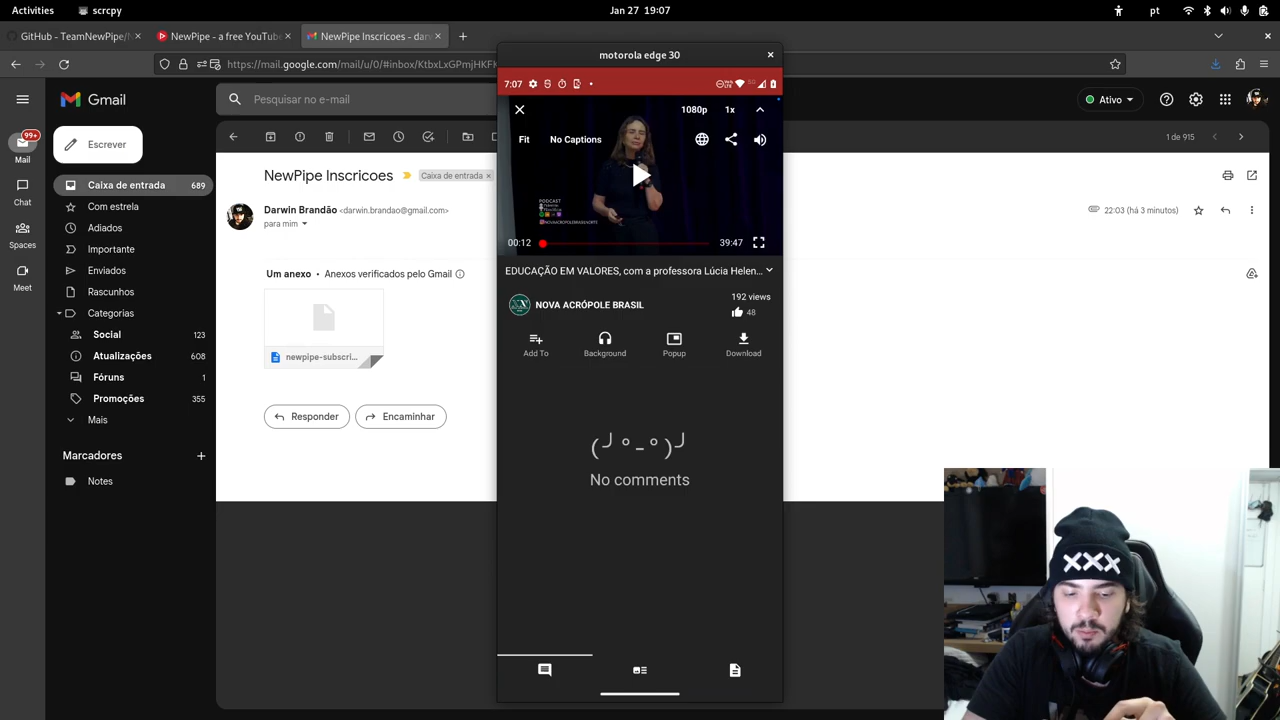 Activities
scrcpy
Jan 27 19:07
pt
GitHub - TeamNewPipe/
NewPipe - a free YouTube
NewPipe Inscricoes - dar
motorola edge 30
https://mail.google.com/mail/u/0/#inbox/KtbxLxGPmjHKFK
Gmail
Pesquisar no e-mail
Ativo
99+
Mail
Chat
Spaces
Meet
Escrever
Caixa de entrada 689
Com estrela
Adiados
Importante
Enviados
Rascunhos
Categorias
Social 123
Atualizações 608
Fóruns 1
Promoções 355
Mais
Marcadores
Notes
1 de 915
NewPipe Inscricoes
Caixa de entrada
Darwin Brandão <darwin.brandao@gmail.com>
para mim
22:03 (há 3 minutos)
Um anexo • Anexos verificados pelo Gmail
newpipe-subscri...
Responder
Encaminhar
7:07
1080p 1x
Fit No Captions
PODCAST
00:12 39:47
EDUCAÇÃO EM VALORES, com a professora Lúcia Helen...
NOVA ACRÓPOLE BRASIL
192 views
48
Add To
Background
Popup
Download
(╯°-°)╯
No comments
XXX